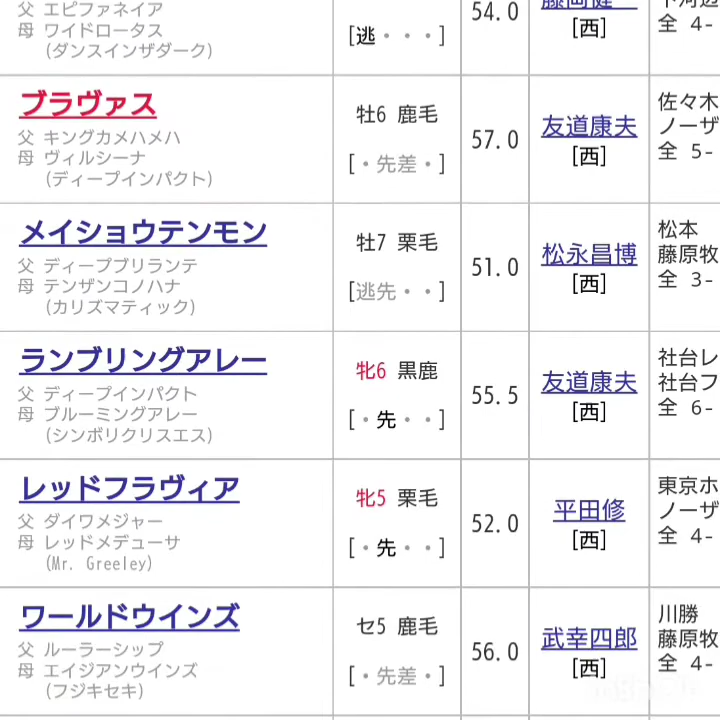 父 エピファネイア
母 ワイドロータス
(ダンスインザダーク)
[逃・・・]
54.0
[西]
全 4-
ブラヴァス
父 キングカメハメハ
母 ヴィルシーナ
(ディープインパクト)
牡6 鹿毛
[・先差・]
57.0
友道康夫
[西]
佐々木
ノーザ
全 5-
メイショウテンモン
父 ディープブリランテ
母 テンザンコノハナ
(カリズマティック)
牡7 栗毛
[逃先・・]
51.0
松永昌博
[西]
松本
藤原牧
全 3-
ランブリングアレー
父 ディープインパクト
母 ブルーミングアレー
(シンボリクリスエス)
牝6 黒鹿
[・先・・]
55.5
友道康夫
[西]
社台レ
社台フ
全 6-
レッドフラヴィア
父 ダイワメジャー
母 レッドメデューサ
(Mr. Greeley)
牝5 栗毛
[・先・・]
52.0
平田修
[西]
東京ホ
ノーザ
全 4-
ワールドウインズ
父 ルーラーシップ
母 エイジアンウインズ
(フジキセキ)
セ5 鹿毛
[・先差・]
56.0
武幸四郎
[西]
川勝
藤原牧
全 4-